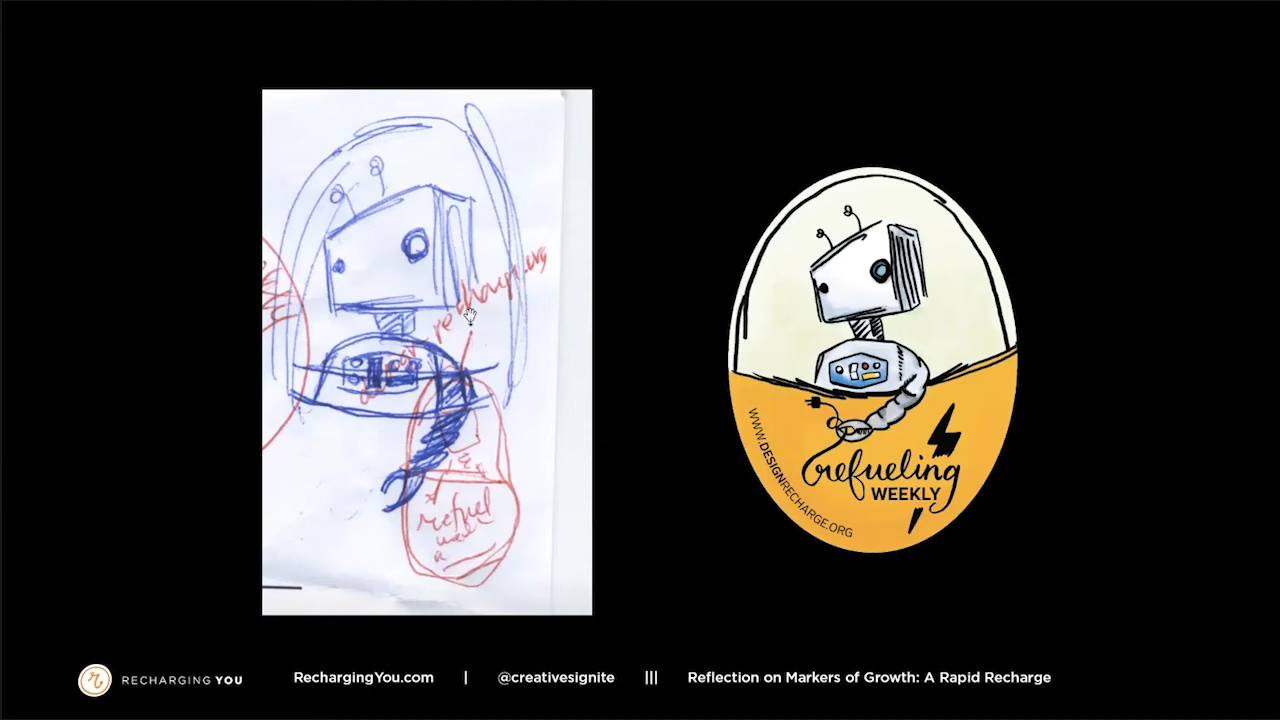 refuel
refueling
WEEKLY
WWW.DESIGNRECHARGE.ORG
r
RECHARGING YOU
RechargingYou.com | @creativesignite ||| Reflection on Markers of Growth: A Rapid Recharge